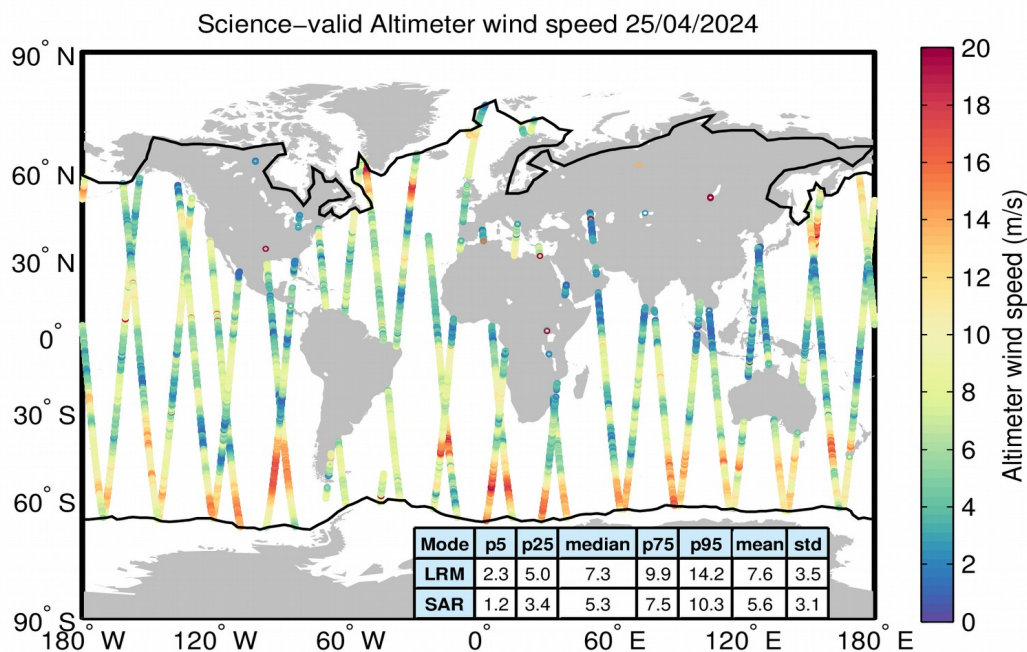 Science−valid Altimeter wind speed 25/04/2024
90° N
60° N
30° N
0°
30° S
60° S
90° S
180° W
120° W
60° W
0°
60° E
120° E
180° E
Mode p5 p25 median p75 p95 mean std
LRM 2.3 5.0 7.3 9.9 14.2 7.6 3.5
SAR 1.2 3.4 5.3 7.5 10.3 5.6 3.1
20
18
16
14
12
10
8
6
4
2
0
Altimeter wind speed (m/s)